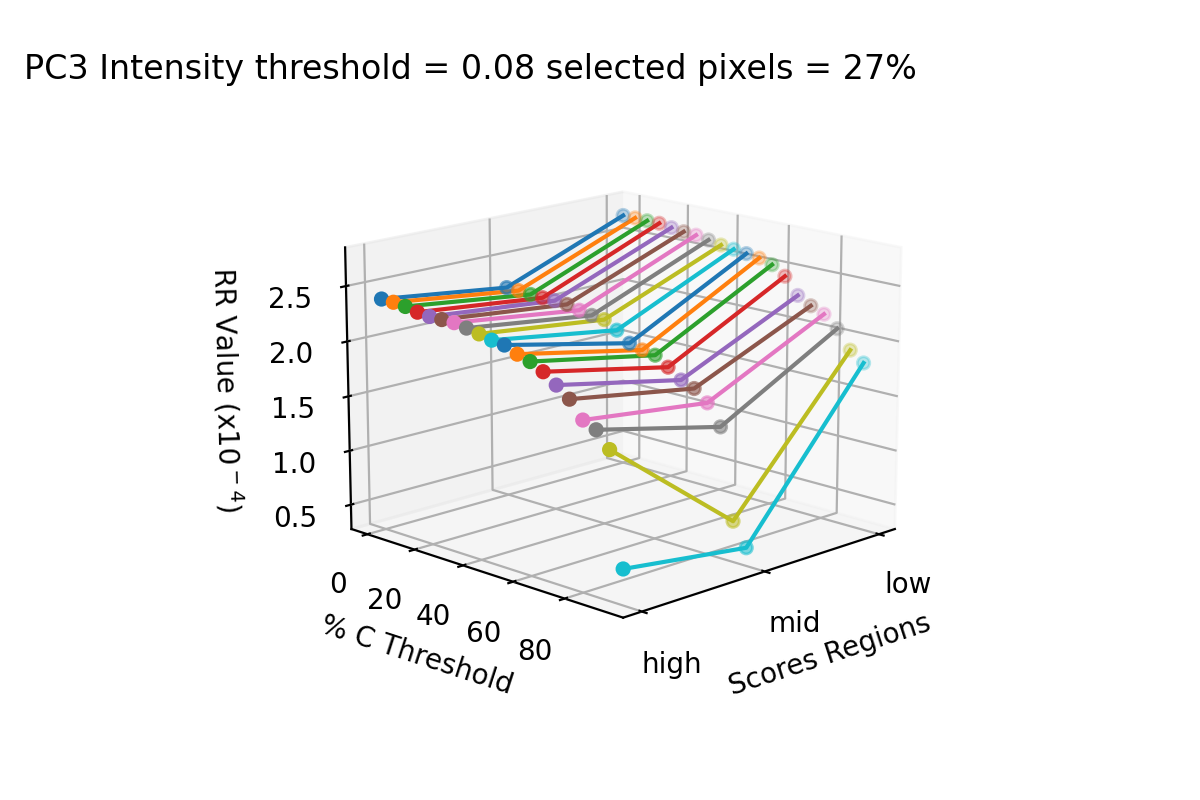 PC3 Intensity threshold = 0.08 selected pixels = 27%
RR Value (x10⁻⁴)
2.5
2.0
1.5
1.0
0.5
0
20
40
60
80
% C Threshold
high
mid
low
Scores Regions